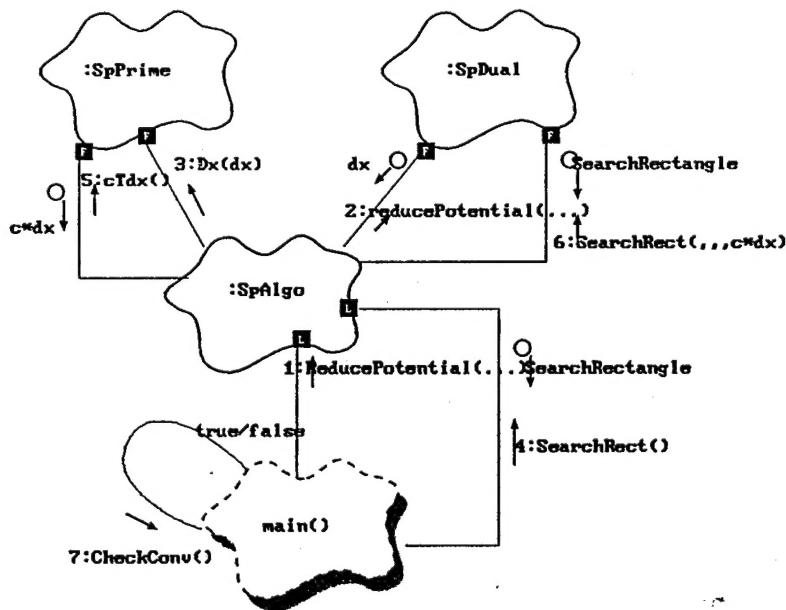 :SpPrime
:SpDual
F
F
F
F
3:Dx(dx)
dx
SearchRectangle
5:cTdx()
2:reducePotential(...)
c*dx
6:SearchRect(,,,c*dx)
:SpAlgo
L
L
1:ReducePotential(...)
SearchRectangle
true/false
4:SearchRect()
main()
7:CheckConv()